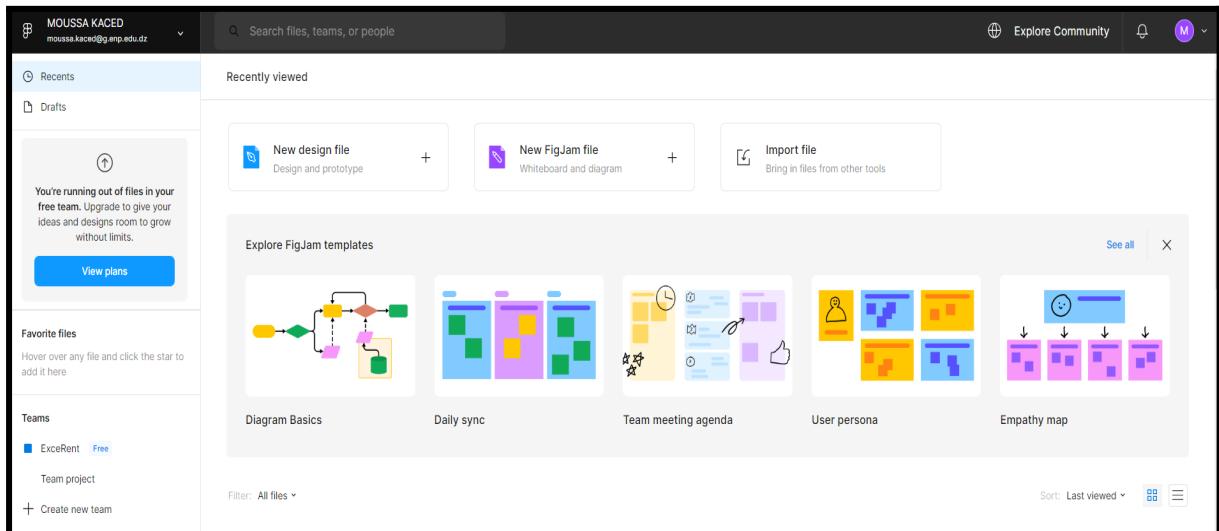 MOUSSA KACED
moussa.kaced@g.enp.edu.dz
Search files, teams, or people
Explore Community
M
Recents
Drafts
You're running out of files in your
free team. Upgrade to give your
ideas and designs room to grow
without limits.
View plans
Favorite files
Hover over any file and click the star to
add it here
Teams
ExceRent Free
Team project
Create new team
Recently viewed
New design file
Design and prototype
New FigJam file
Whiteboard and diagram
Import file
Bring in files from other tools
Explore FigJam templates
See all
Diagram Basics
Daily sync
Team meeting agenda
User persona
Empathy map
Filter: All files
Sort: Last viewed